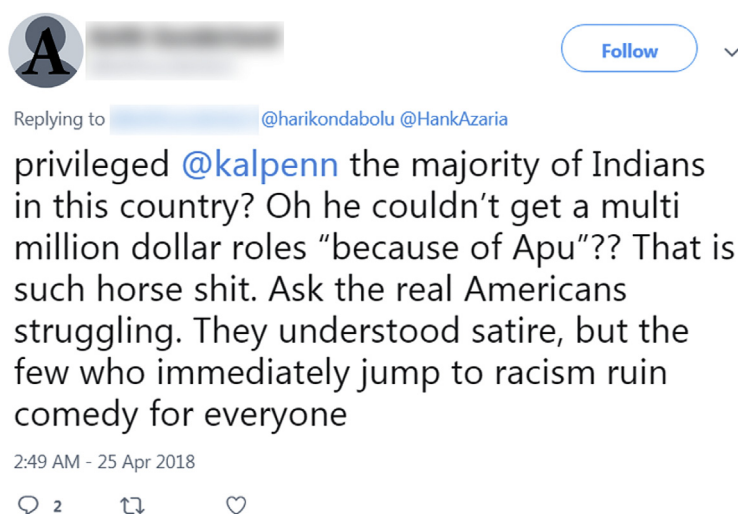 A
Follow
Replying to @harikondabolu @HankAzaria
privileged @kalpenn the majority of Indians
in this country? Oh he couldn't get a multi
million dollar roles “because of Apu”?? That is
such horse shit. Ask the real Americans
struggling. They understood satire, but the
few who immediately jump to racism ruin
comedy for everyone
2:49 AM - 25 Apr 2018
2